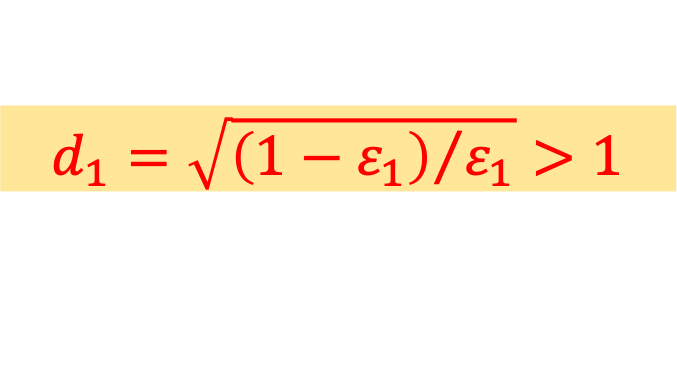 d₁ = √(1 − ε₁)/ε₁ > 1